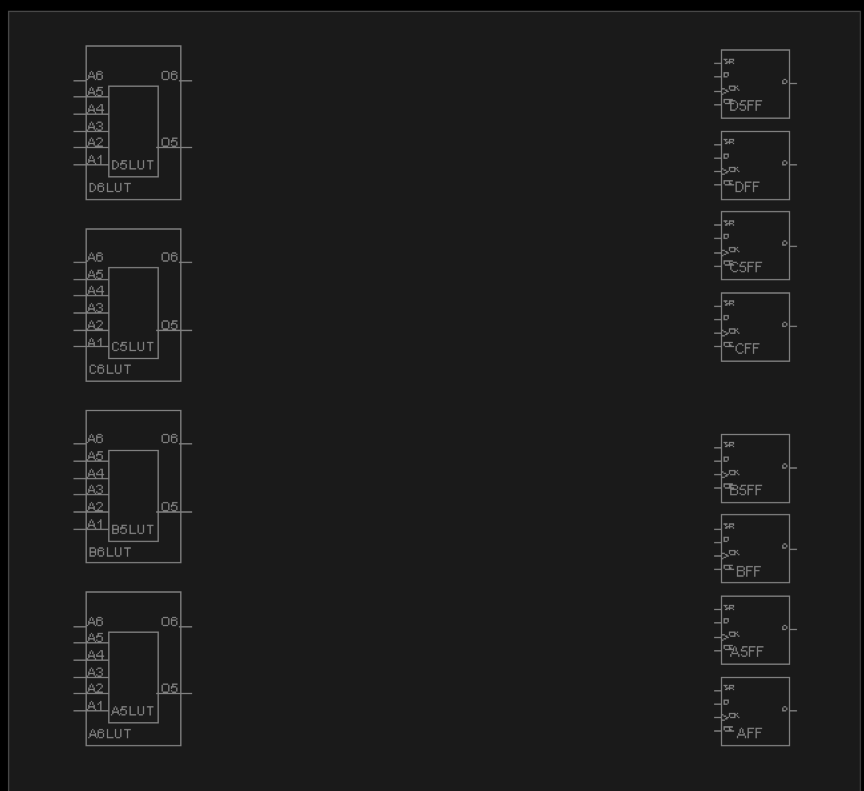 A6 O6
A5
A4
A3
A2 O5
A1 D5LUT
D6LUT
A6 O6
A5
A4
A3
A2 O5
A1 C5LUT
C6LUT
A6 O6
A5
A4
A3
A2 O5
A1 B5LUT
B6LUT
A6 O6
A5
A4
A3
A2 O5
A1 A5LUT
A6LUT
SR
D Q
CK
CE
D5FF
SR
D Q
CK
CE
DFF
SR
D Q
CK
CE
C5FF
SR
D Q
CK
CE
CFF
SR
D Q
CK
CE
B5FF
SR
D Q
CK
CE
BFF
SR
D Q
CK
CE
A5FF
SR
D Q
CK
CE
AFF